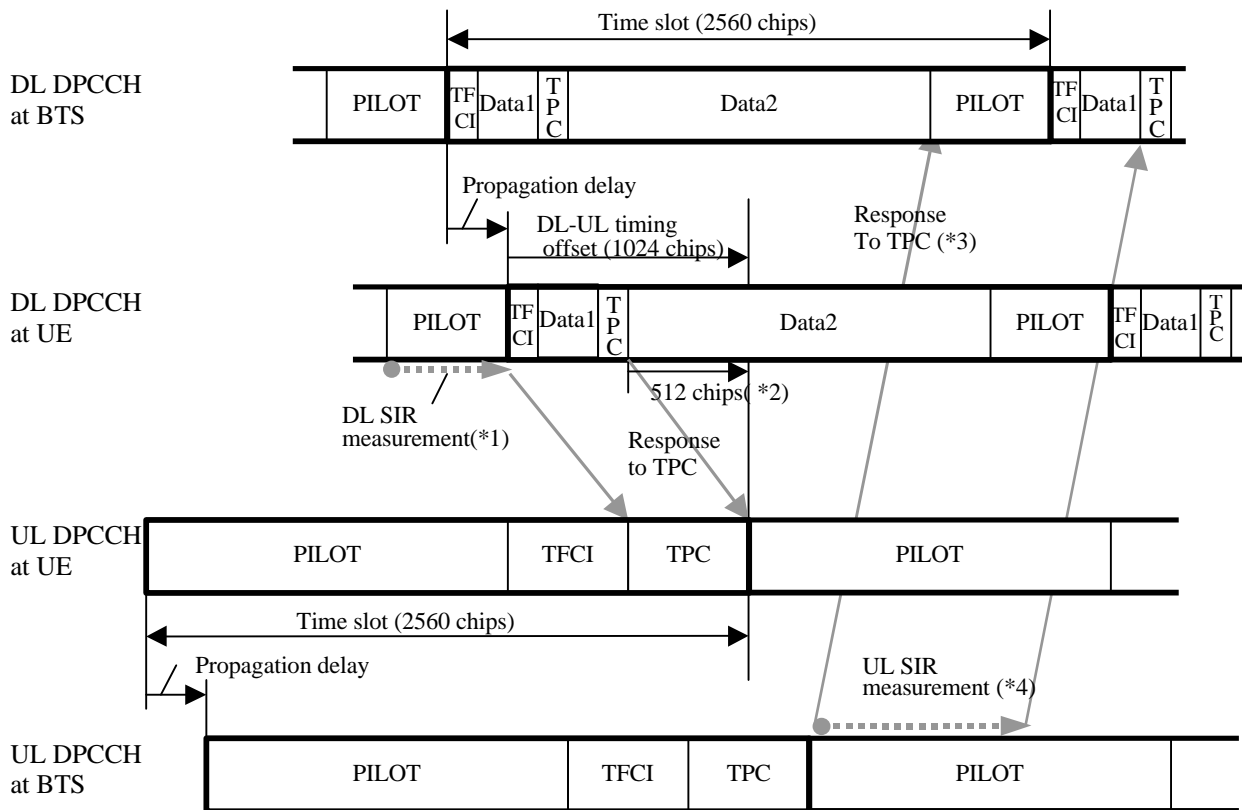 Time slot (2560 chips)
DL DPCCH
at BTS
PILOT
TF
CI
Data1
T
P
C
Data2
PILOT
TF
CI
Data1
T
P
C
Propagation delay
DL-UL timing
offset (1024 chips)
Response
To TPC (*3)
DL DPCCH
at UE
PILOT
TF
CI
Data1
T
P
C
Data2
PILOT
TF
CI
Data1
T
P
C
512 chips( *2)
DL SIR
measurement(*1)
Response
to TPC
UL DPCCH
at UE
PILOT
TFCI
TPC
PILOT
Time slot (2560 chips)
Propagation delay
UL SIR
measurement (*4)
UL DPCCH
at BTS
PILOT
TFCI
TPC
PILOT